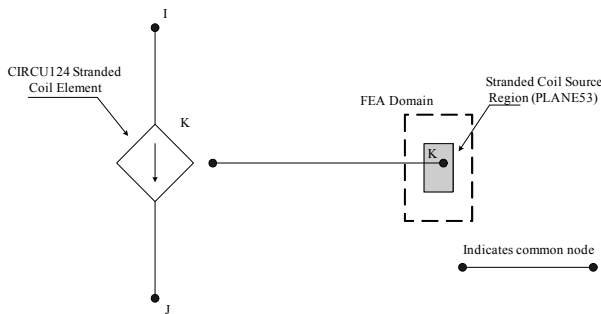 I
CIRCU124 Stranded
Coil Element
K
FEA Domain
Stranded Coil Source
Region (PLANE53)
K
Indicates common node
J